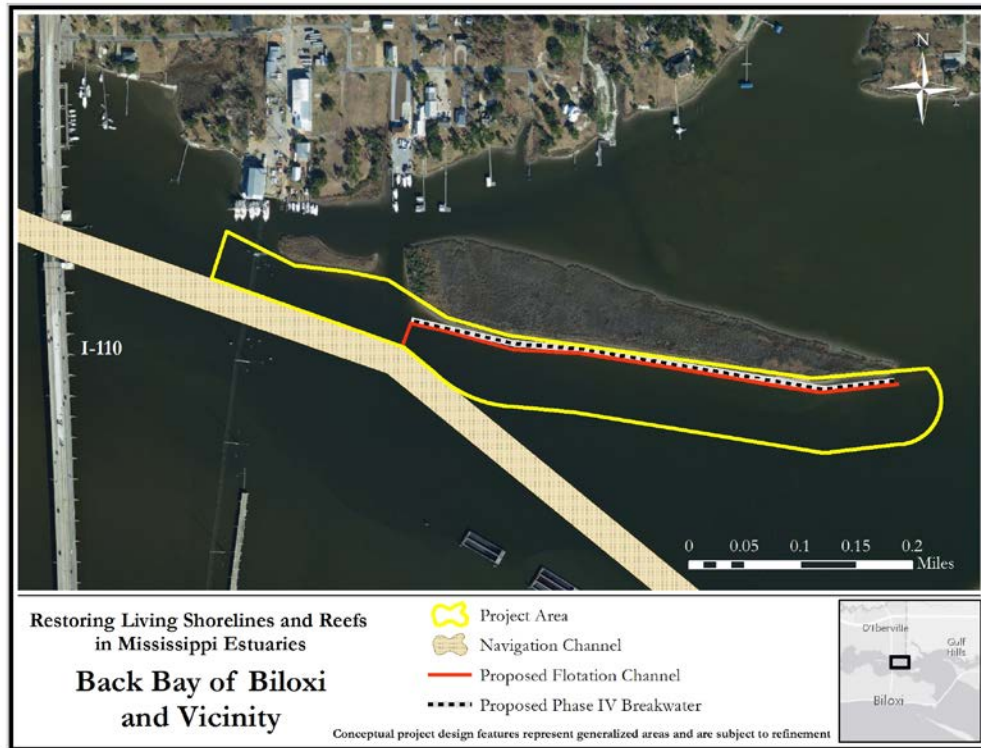 N
I-110
0 0.05 0.1 0.15 0.2
Miles
Restoring Living Shorelines and Reefs
in Mississippi Estuaries
Back Bay of Biloxi
and Vicinity
Project Area
Navigation Channel
Proposed Flotation Channel
Proposed Phase IV Breakwater
Conceptual project design features represent generalized areas and are subject to refinement
D'Iberville
Gulf
Hills
Biloxi